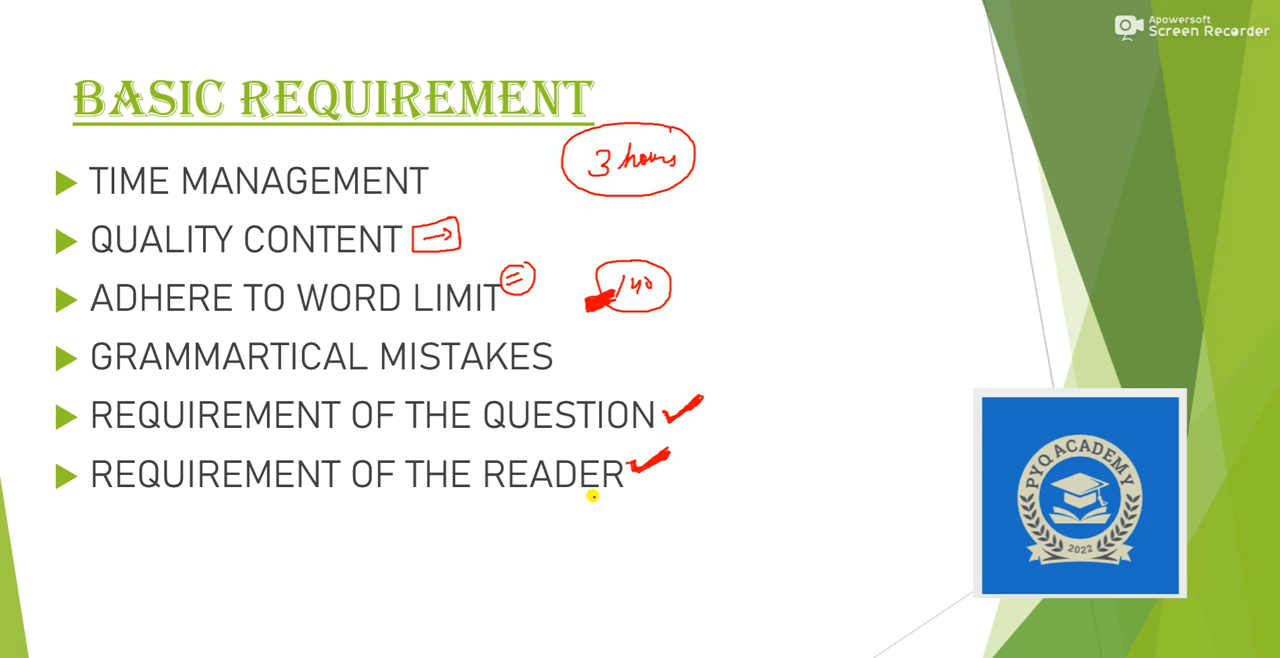 Apowersoft
Screen Recorder
BASIC REQUIREMENT
3 hours
TIME MANAGEMENT
QUALITY CONTENT
ADHERE TO WORD LIMIT
GRAMMARTICAL MISTAKES
REQUIREMENT OF THE QUESTION
REQUIREMENT OF THE READER
PYQ ACADEMY
2022